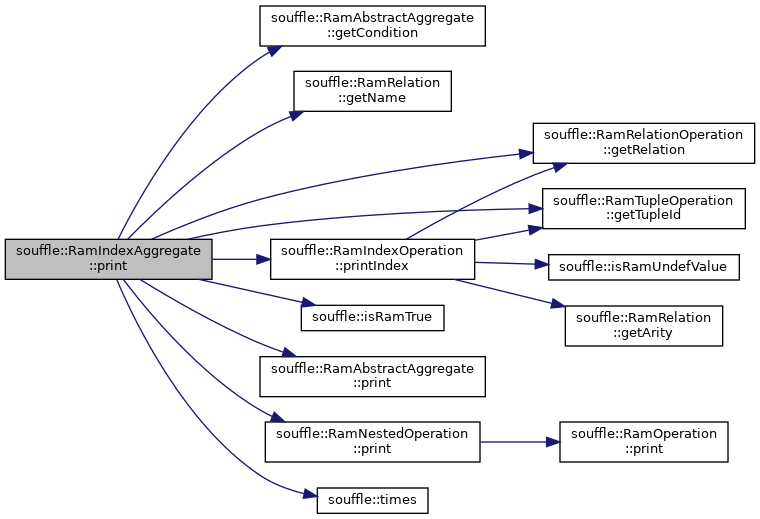 souffle::RamAbstractAggregate
::getCondition
souffle::RamRelation
::getName
souffle::RamRelationOperation
::getRelation
souffle::RamTupleOperation
::getTupleId
souffle::RamIndexAggregate
::print
souffle::RamIndexOperation
::printIndex
souffle::isRamUndefValue
souffle::isRamTrue
souffle::RamRelation
::getArity
souffle::RamAbstractAggregate
::print
souffle::RamNestedOperation
::print
souffle::RamOperation
::print
souffle::times